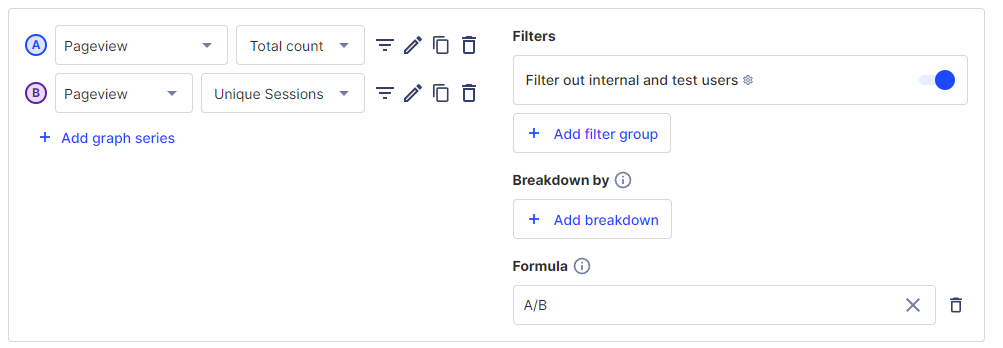 A Pageview Total count
B Pageview Unique Sessions
+ Add graph series
Filters
Filter out internal and test users
+ Add filter group
Breakdown by
+ Add breakdown
Formula
A/B